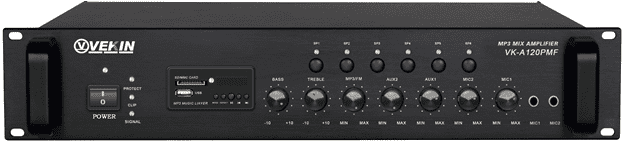 VEKIN
I
O
POWER
PROTECT
CLIP
SIGNAL
SD/MMC CARD
USB
MP3 MUSIC LINKER
SP1 SP2 SP3 SP4 SP5 SP6
MP3 MIX AMPLIFIER
VK-A120PMF
BASS TREBLE MP3/FM AUX2 AUX1 MIC2 MIC1
-10 +10 -10 +10 MIN MAX MIN MAX MIN MAX MIN MAX MIN MAX
MIC1 MIC2